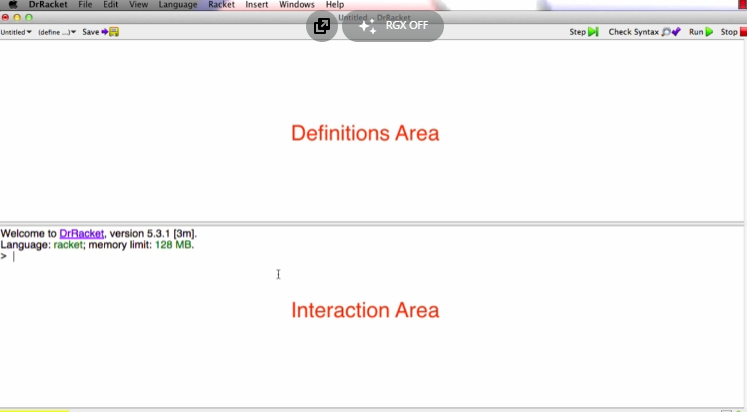 DrRacket File Edit View Language Racket Insert Windows Help
Untitled - DrRacket
RGX OFF
Untitled (define ...) Save Step Check Syntax Run Stop
Definitions Area
Welcome to DrRacket, version 5.3.1 [3m].
Language: racket; memory limit: 128 MB.
>
Interaction Area